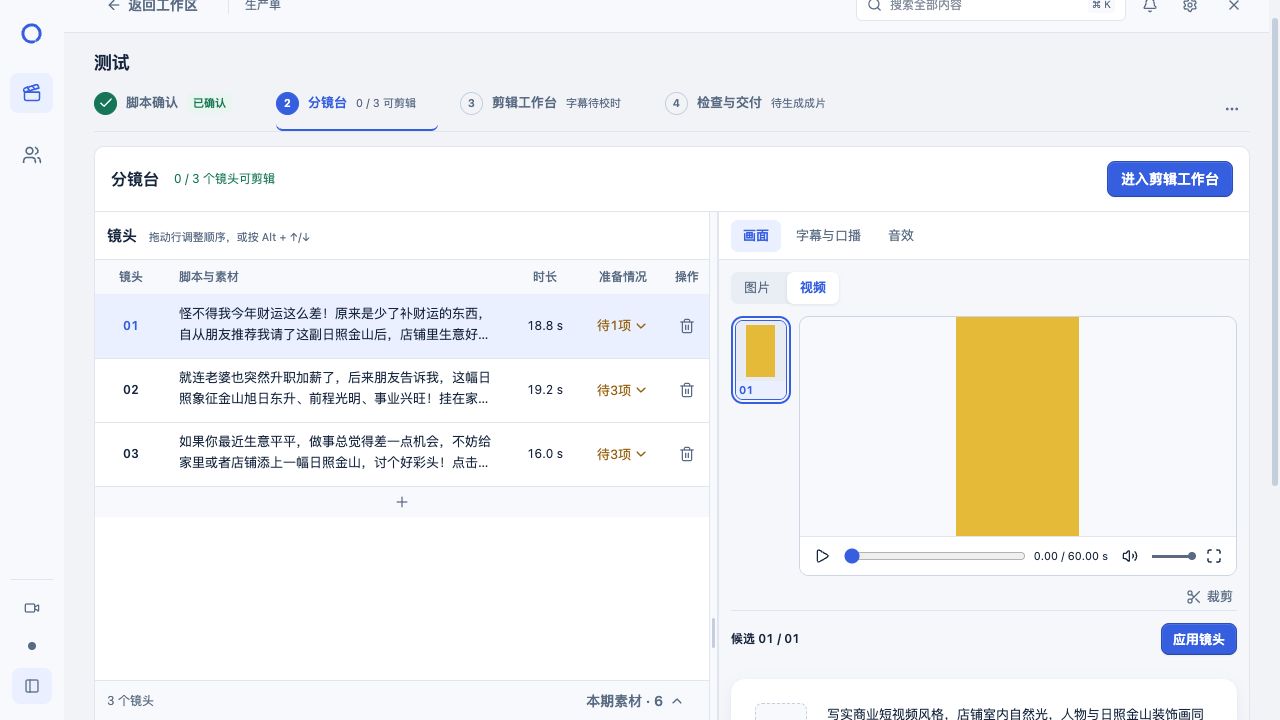 返回工作区
生产单
搜索全部内容
⌘ K
测试
脚本确认 已确认
2 分镜台 0 / 3 可剪辑
3 剪辑工作台 字幕待校时
4 检查与交付 待生成成片
分镜台 0 / 3 个镜头可剪辑
进入剪辑工作台
镜头 拖动行调整顺序，或按 Alt + ↑/↓
画面 字幕与口播 音效
镜头 脚本与素材 时长 准备情况 操作
图片 视频
01 怪不得我今年财运这么差！原来是少了补财运的东西，
自从朋友推荐我请了这副日照金山后，店铺里生意好...
18.8 s 待1项
01
02 就连老婆也突然升职加薪了，后来朋友告诉我，这幅日
照象征金山旭日东升、前程光明、事业兴旺！挂在家...
19.2 s 待3项
03 如果你最近生意平平，做事总觉得差一点机会，不妨给
家里或者店铺添上一幅日照金山，讨个好彩头！点击...
16.0 s 待3项
+
0.00 / 60.00 s
裁剪
候选 01 / 01
应用镜头
3 个镜头
本期素材 · 6
写实商业短视频风格，店铺室内自然光，人物与日照金山装饰画同